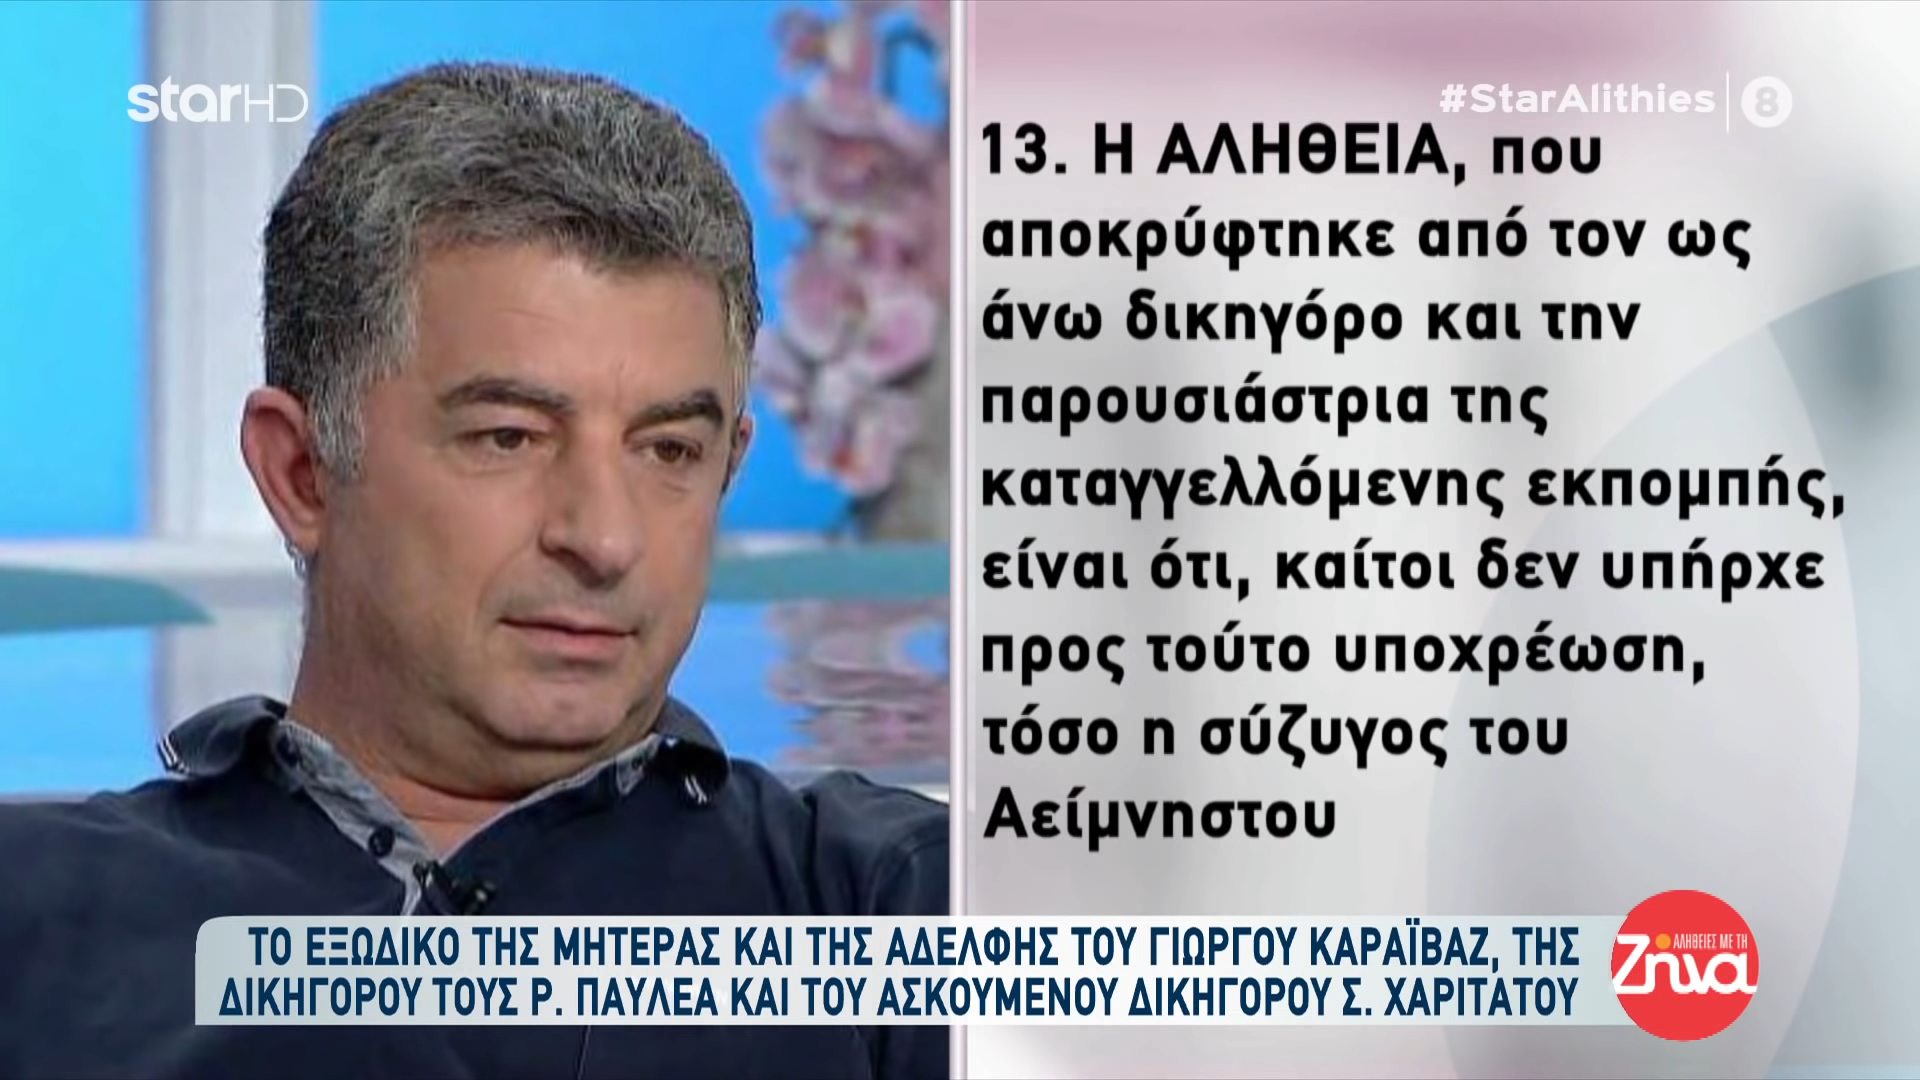 starHD
#StarAlithies 8
13. Η ΑΛΗΘΕΙΑ, που
αποκρύφτηκε από τον ως
άνω δικηγόρο και την
παρουσιάστρια της
καταγγελλόμενης εκπομπής,
είναι ότι, καίτοι δεν υπήρχε
προς τούτο υποχρέωση,
τόσο η σύζυγος του
Αείμνηστου
ΤΟ ΕΞΩΔΙΚΟ ΤΗΣ ΜΗΤΕΡΑΣ ΚΑΙ ΤΗΣ ΑΔΕΛΦΗΣ ΤΟΥ ΓΙΩΡΓΟΥ ΚΑΡΑΪΒΑΖ, ΤΗΣ
ΔΙΚΗΓΟΡΟΥ ΤΟΥΣ Ρ. ΠΑΥΛΕΑ ΚΑΙ ΤΟΥ ΑΣΚΟΥΜΕΝΟΥ ΔΙΚΗΓΟΡΟΥ Σ. ΧΑΡΙΤΑΤΟΥ
ΑΛΗΘΕΙΕΣ ΜΕ ΤΗ
Ζήνα